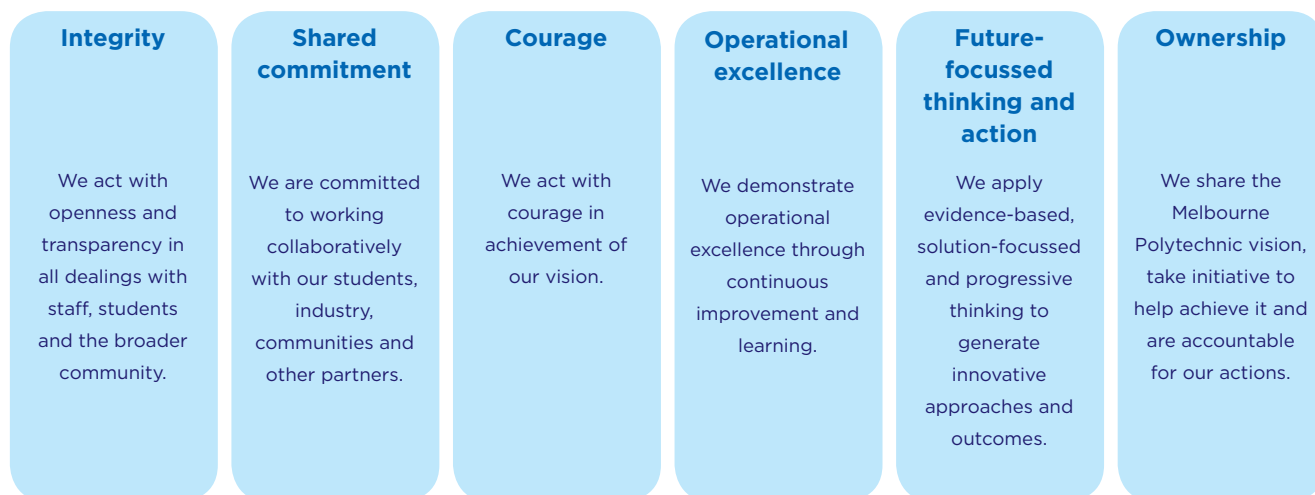 Integrity
We act with
openness and
transparency in
all dealings with
staff, students
and the broader
community.
Shared
commitment
We are committed
to working
collaboratively
with our students,
industry,
communities and
other partners.
Courage
We act with
courage in
achievement of
our vision.
Operational
excellence
We demonstrate
operational
excellence through
continuous
improvement and
learning.
Future-
focussed
thinking and
action
We apply
evidence-based,
solution-focussed
and progressive
thinking to
generate
innovative
approaches and
outcomes.
Ownership
We share the
Melbourne
Polytechnic vision,
take initiative to
help achieve it and
are accountable
for our actions.